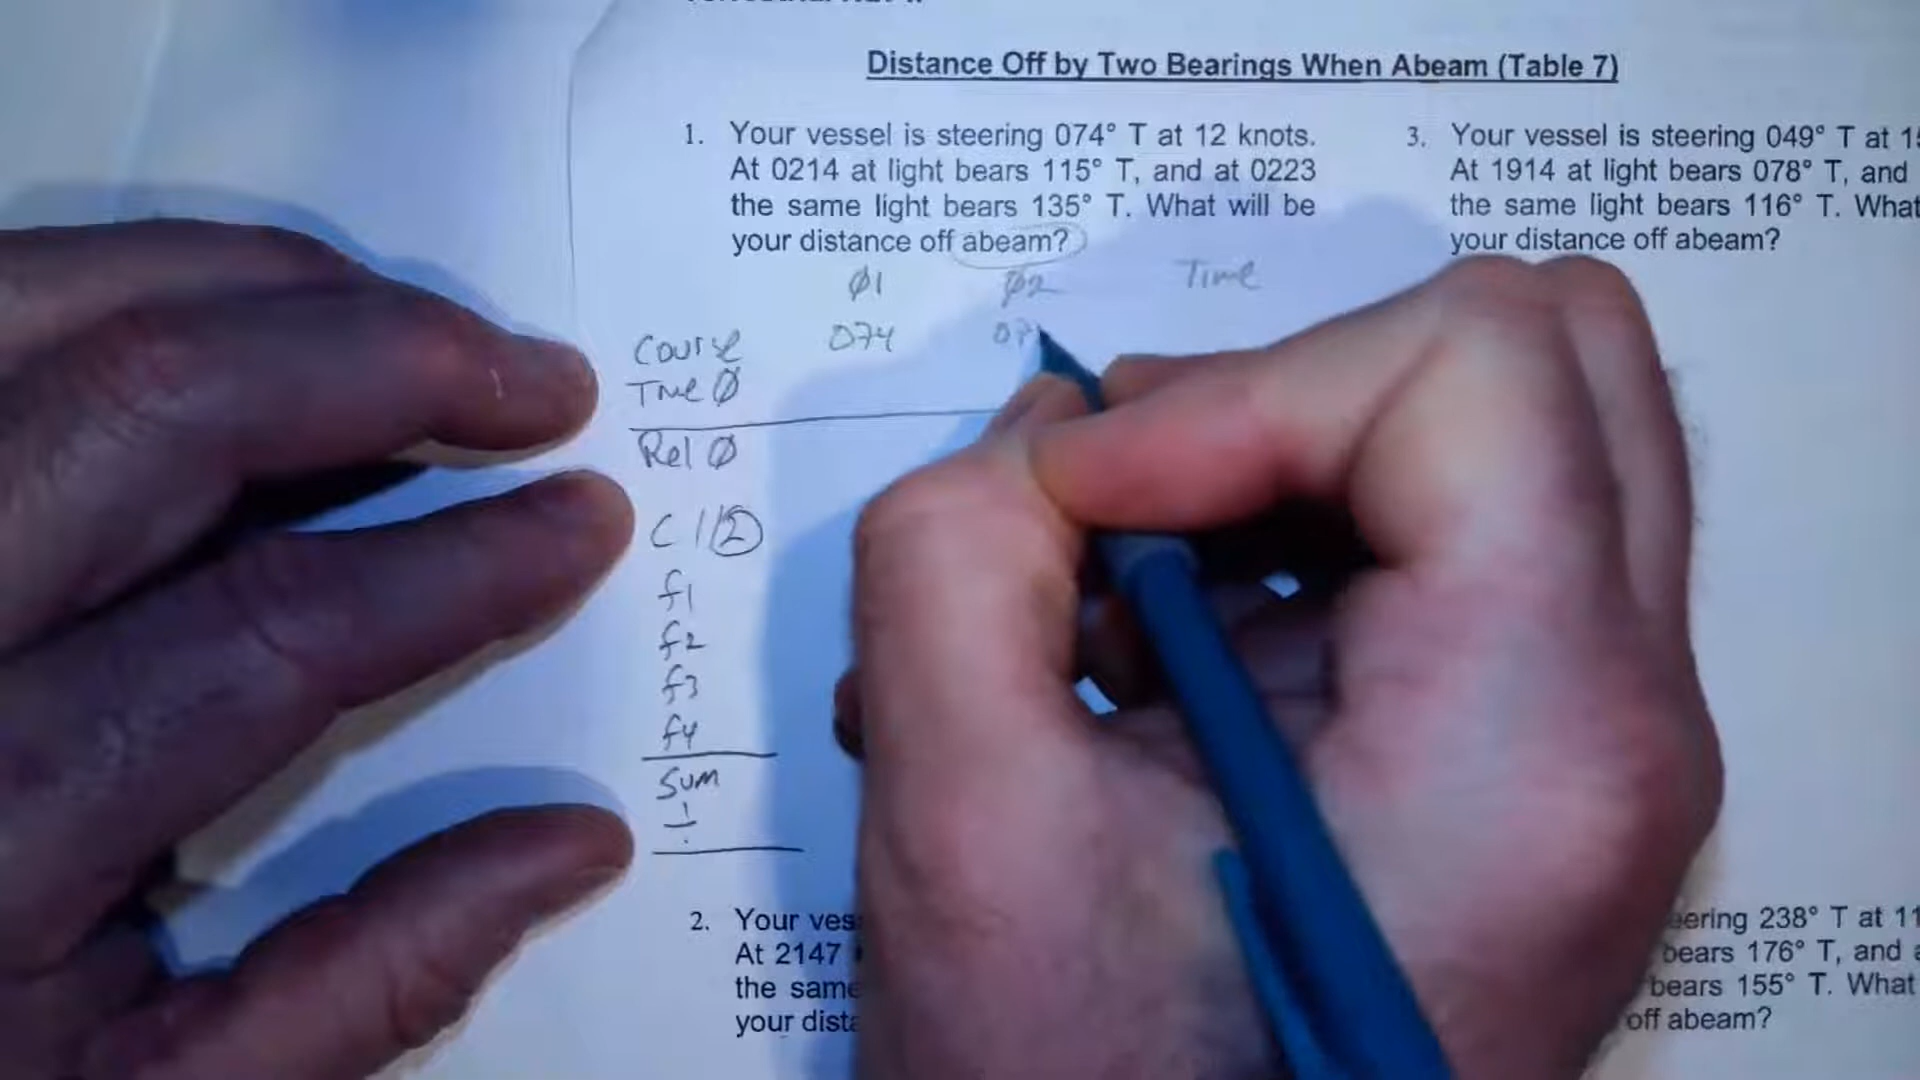 Distance Off by Two Bearings When Abeam (Table 7)
1. Your vessel is steering 074° T at 12 knots.
At 0214 at light bears 115° T, and at 0223
the same light bears 135° T. What will be
your distance off abeam?
Ø1 Ø2 Time
Course 074
True Ø
Rel Ø
C 1/2
f1
f2
f3
f4
Sum
÷
2. Your
At 2147
the same
your
3. Your vessel is steering 049° T at
At 1914 at light bears 078° T, and
the same light bears 116° T. What
your distance off abeam?
238° T at 11
bears 176° T, and
bears 155° T. What
off abeam?